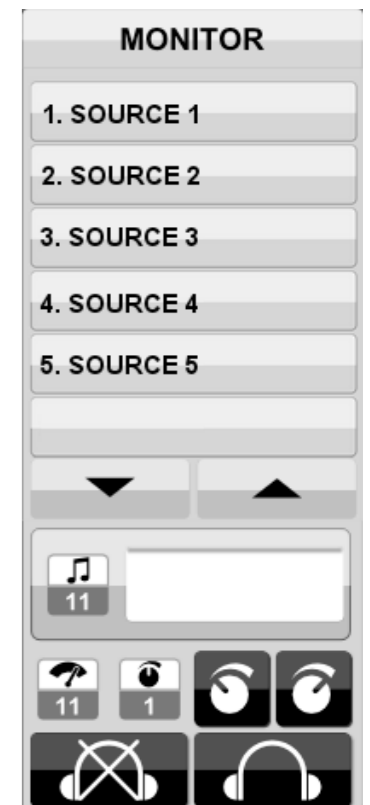 MONITOR
1. SOURCE 1
2. SOURCE 2
3. SOURCE 3
4. SOURCE 4
5. SOURCE 5
11
11 1